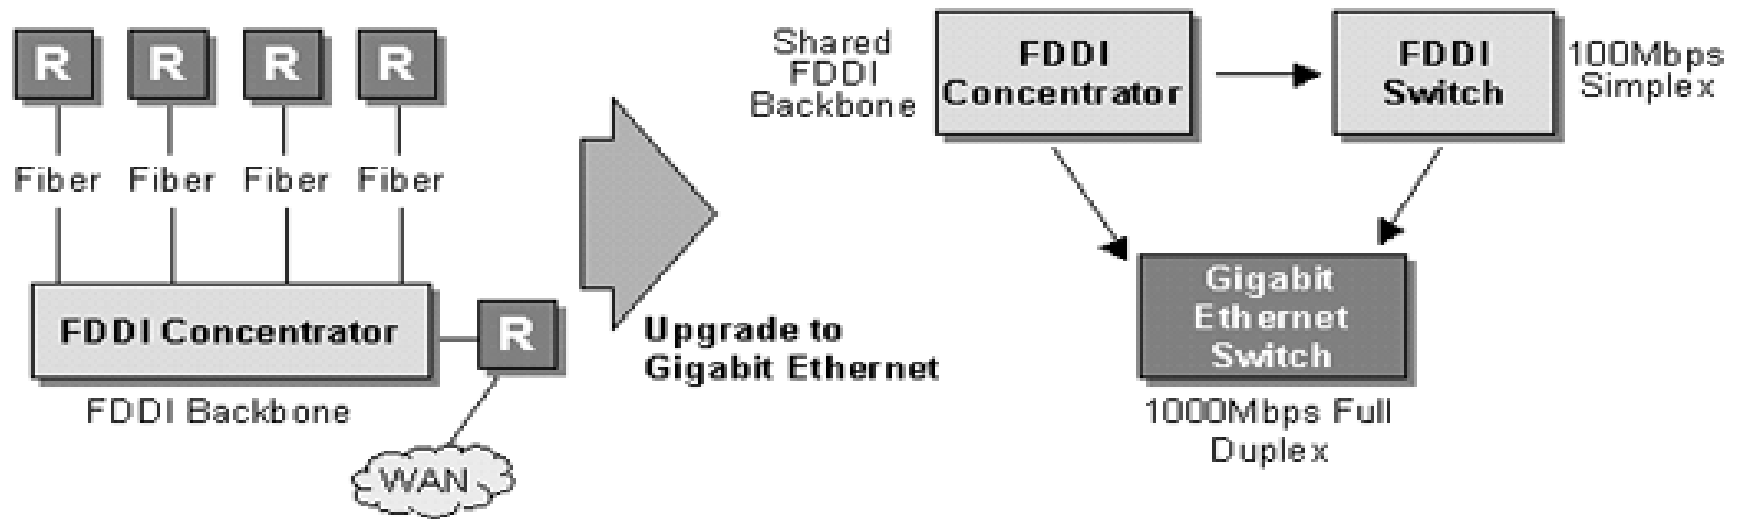 R R R R
Fiber Fiber Fiber Fiber
FDDI Concentrator
R
FDDI Backbone
WAN
Upgrade to
Gigabit Ethernet
Shared
FDDI
Backbone
FDDI
Concentrator
FDDI
Switch
100Mbps
Simplex
Gigabit
Ethernet
Switch
1000Mbps Full
Duplex